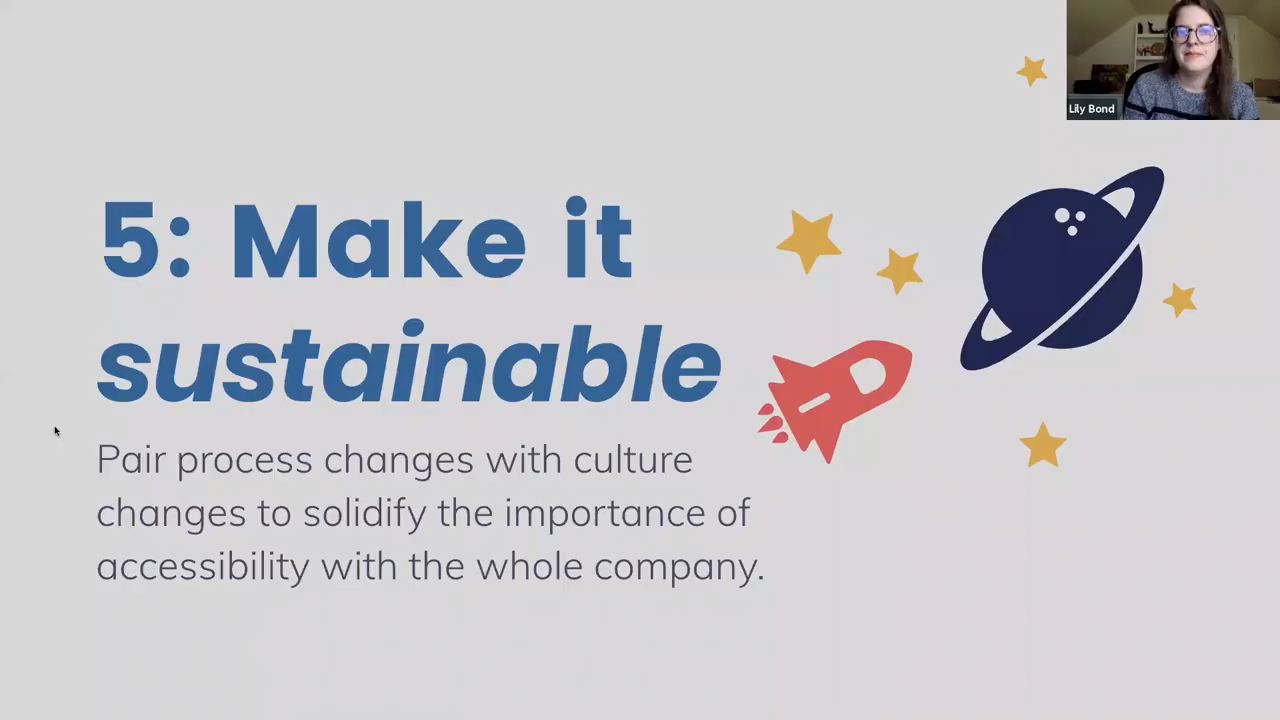 Lily Bond
5: Make it
sustainable
Pair process changes with culture
changes to solidify the importance of
accessibility with the whole company.